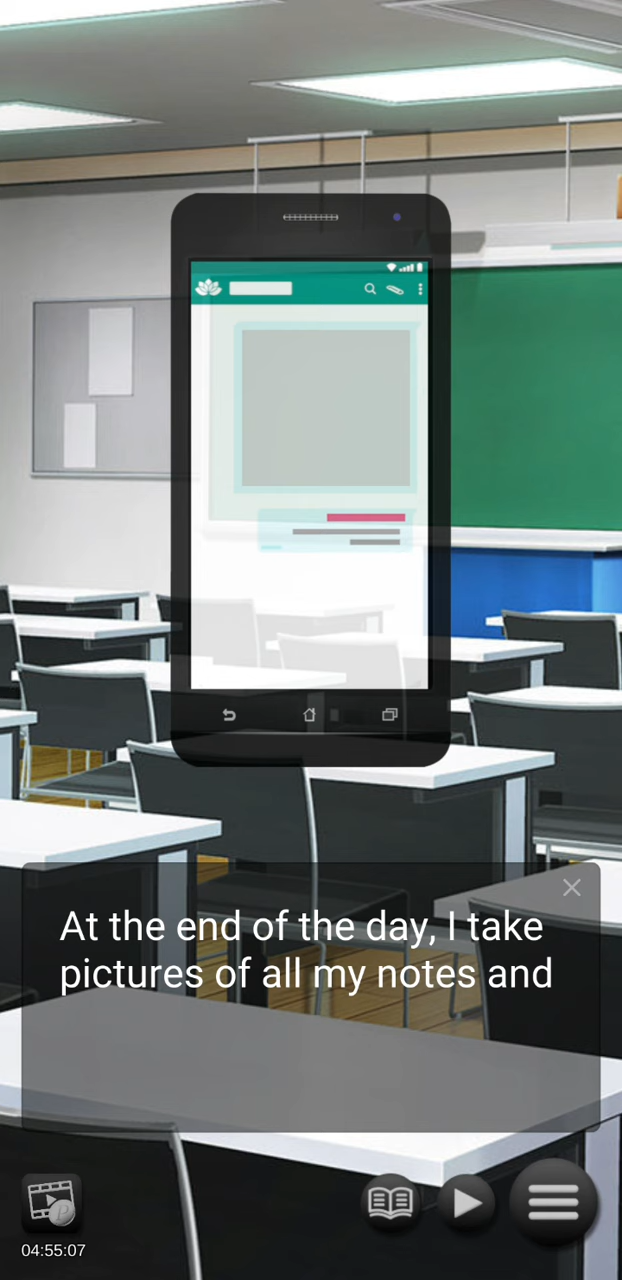 At the end of the day, I take
pictures of all my notes and
04:55:07